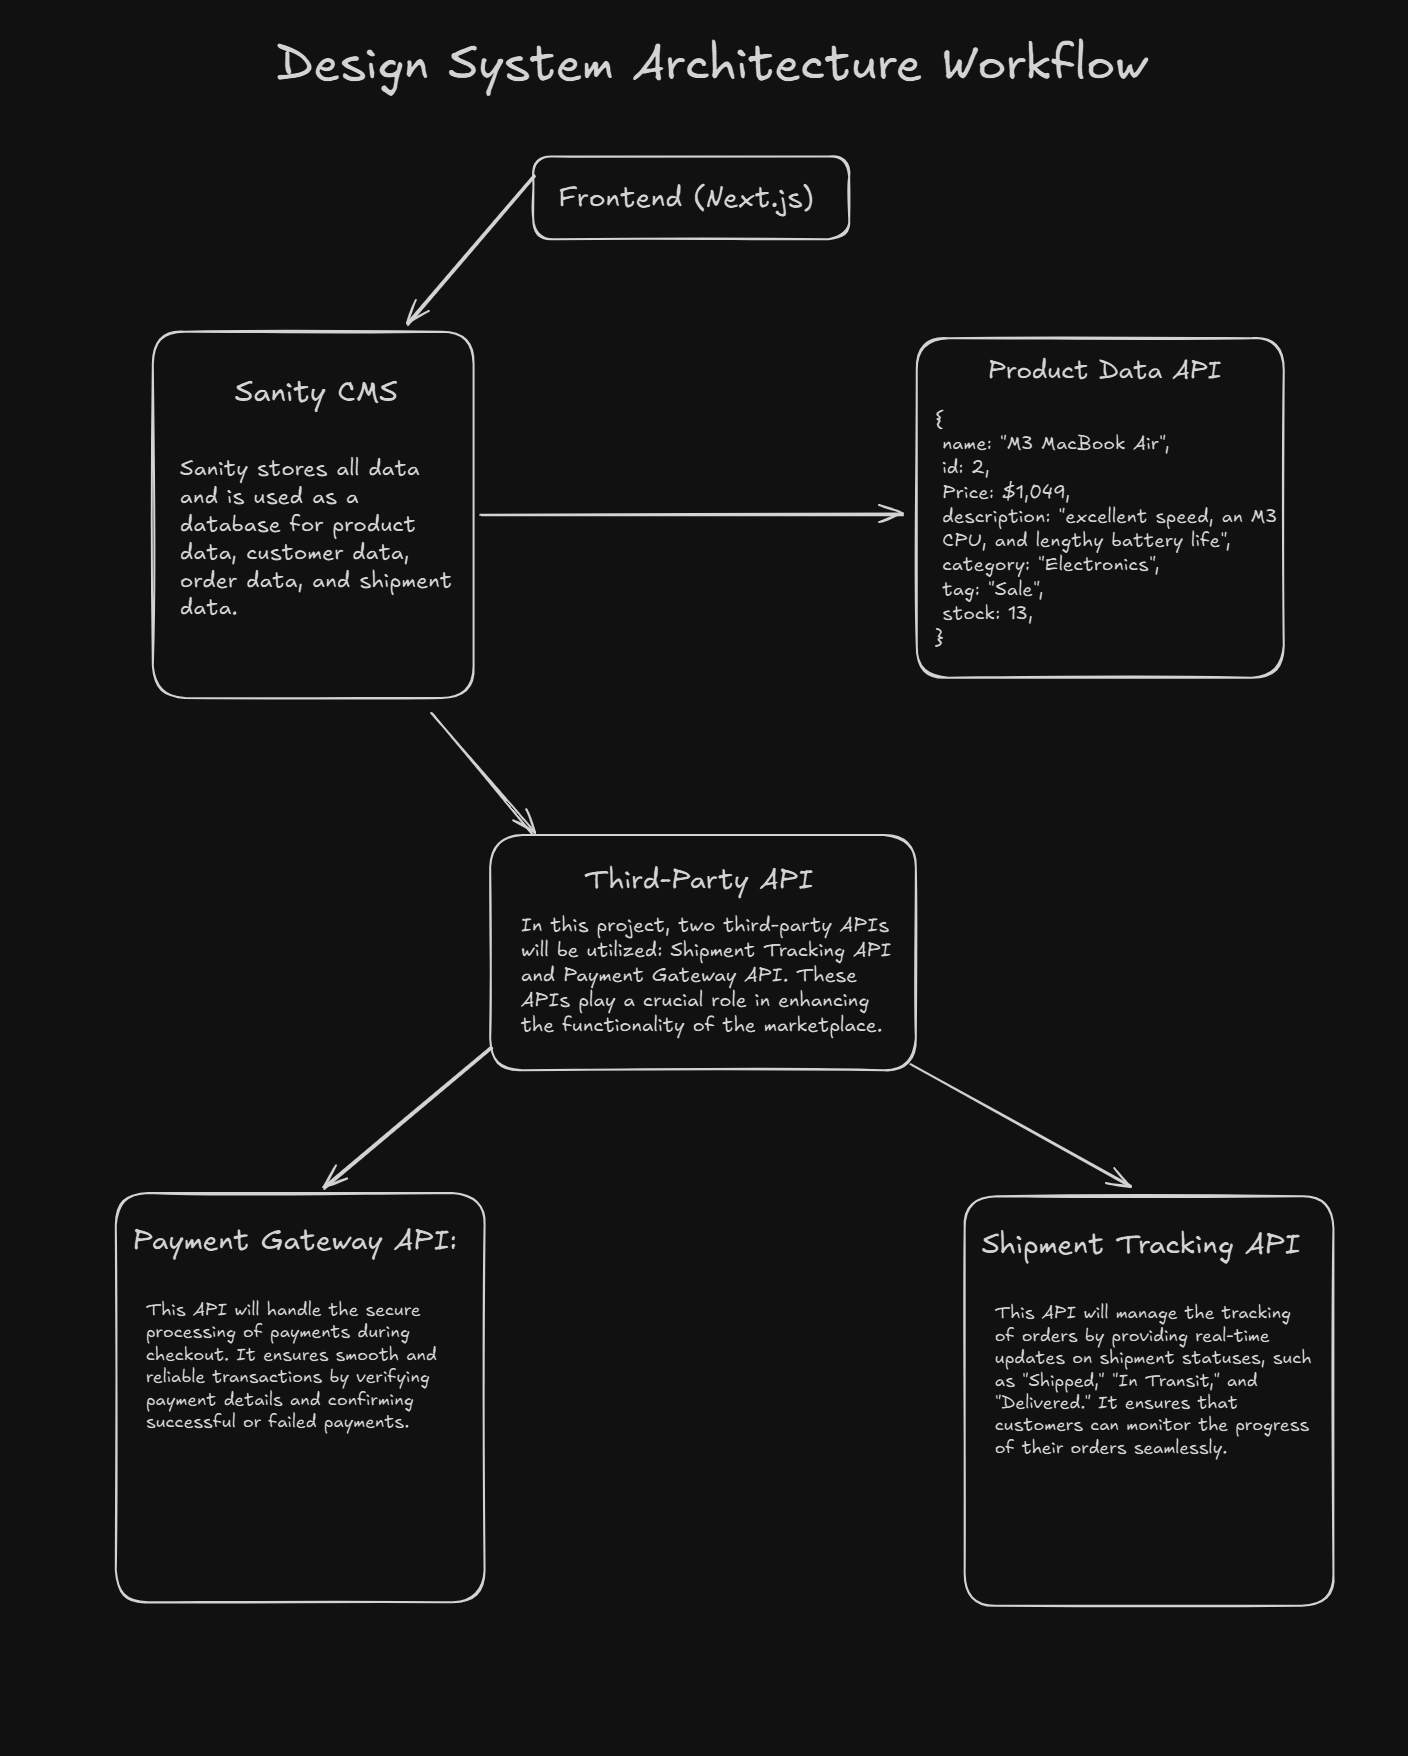 Design System Architecture Workflow
Frontend (Next.js)
Sanity CMS
Sanity stores all data
and is used as a
database for product
data, customer data,
order data, and shipment
data.
Product Data API
{
name: "M3 MacBook Air",
id: 2,
Price: $1,049,
description: "excellent speed, an M3
CPU, and lengthy battery life",
category: "Electronics",
tag: "Sale",
stock: 13,
}
Third-Party API
In this project, two third-party APIs
will be utilized: Shipment Tracking API
and Payment Gateway API. These
APIs play a crucial role in enhancing
the functionality of the marketplace.
Payment Gateway API:
This API will handle the secure
processing of payments during
checkout. It ensures smooth and
reliable transactions by verifying
payment details and confirming
successful or failed payments.
Shipment Tracking API
This API will manage the tracking
of orders by providing real-time
updates on shipment statuses, such
as "Shipped," "In Transit," and
"Delivered." It ensures that
customers can monitor the progress
of their orders seamlessly.